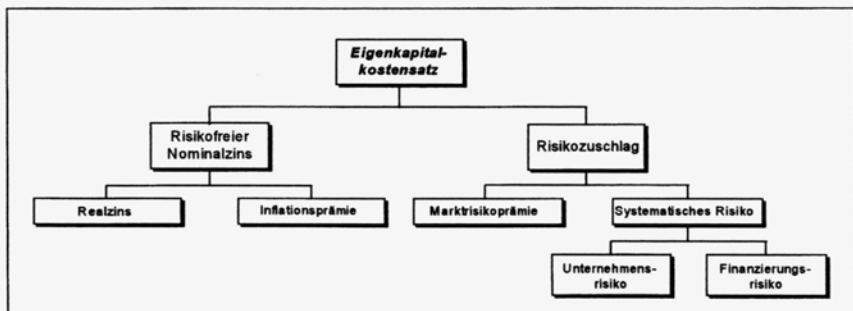 Eigenkapital-
kostensatz
Risikofreier
Nominalzins
Risikozuschlag
Realzins
Inflationsprämie
Marktrisikoprämie
Systematisches Risiko
Unternehmens-
risiko
Finanzierungs-
risiko